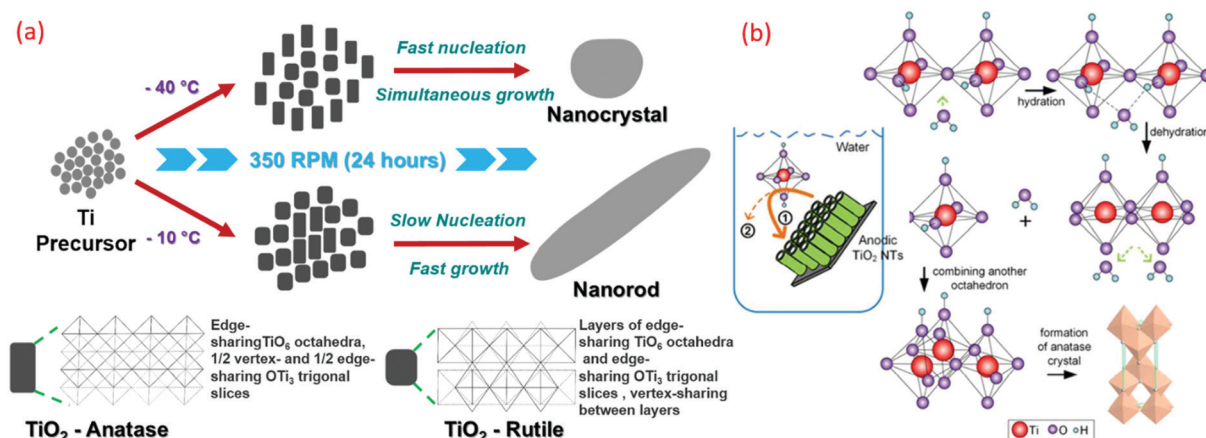 (a)
- 40 °C
Fast nucleation
Simultaneous growth
Nanocrystal
350 RPM (24 hours)
Ti
Precursor
- 10 °C
Slow Nucleation
Fast growth
Nanorod
Edge-
sharingTiO6 octahedra,
1/2 vertex- and 1/2 edge-
sharing OTi3 trigonal
slices
TiO2 - Anatase
Layers of edge-
sharing TiO6 octahedra
and edge-
sharing OTi3 trigonal
slices , vertex-sharing
between layers
TiO2 - Rutile
(b)
hydration
dehydration
Water
①
②
Anodic
TiO2 NTs
+
combining another
octahedron
formation
of anatase
crystal
Ti O H